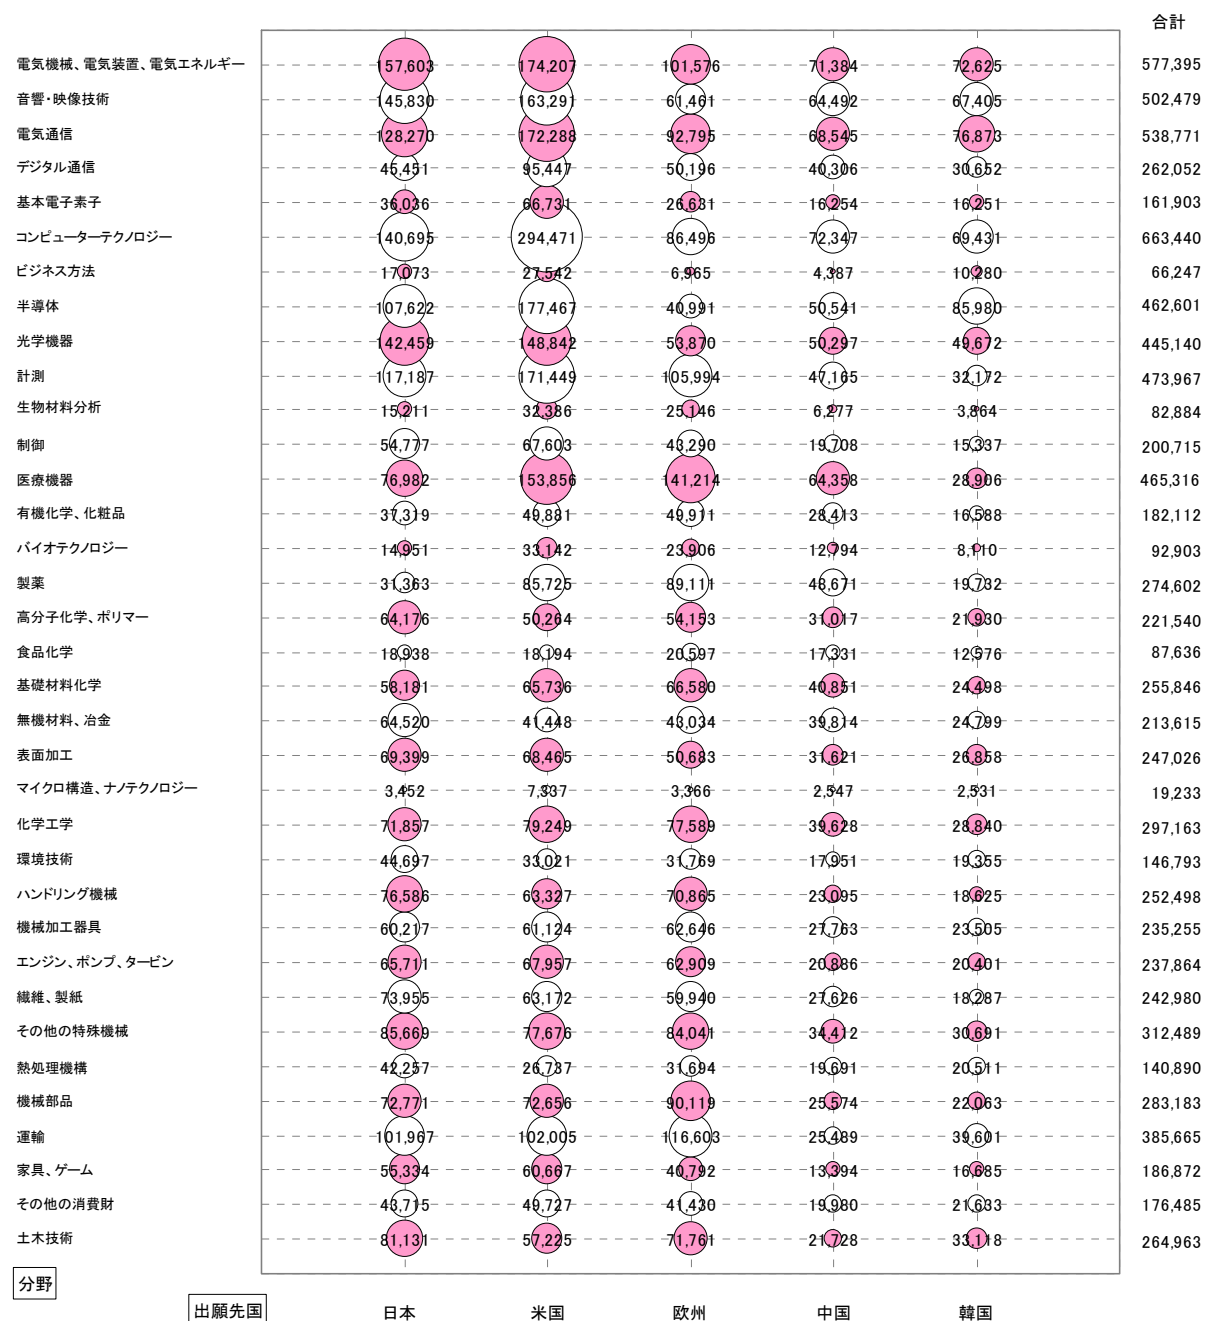 合計
電気機械、電気装置、電気エネルギー 157,603 174,207 101,576 71,384 72,625 577,395
音響・映像技術 145,830 163,291 61,461 64,492 67,405 502,479
電気通信 128,270 172,288 92,795 68,545 76,873 538,771
デジタル通信 45,451 95,447 50,196 40,306 30,652 262,052
基本電子素子 36,036 66,731 26,631 16,254 16,251 161,903
コンピューターテクノロジー 140,695 294,471 86,496 72,347 69,431 663,440
ビジネス方法 17,073 27,542 6,965 4,387 10,280 66,247
半導体 107,622 177,467 40,991 50,541 85,980 462,601
光学機器 142,459 148,842 53,870 50,297 49,672 445,140
計測 117,187 171,449 105,994 47,165 32,172 473,967
生物材料分析 15,211 32,386 25,146 6,277 3,864 82,884
制御 54,777 67,603 43,290 19,708 15,337 200,715
医療機器 76,982 153,856 141,214 64,358 28,906 465,316
有機化学、化粧品 37,319 49,881 49,911 28,413 16,588 182,112
バイオテクノロジー 14,951 33,142 23,906 12,794 8,110 92,903
製薬 31,363 85,725 89,111 48,671 19,732 274,602
高分子化学、ポリマー 64,176 50,264 54,153 31,017 21,930 221,540
食品化学 18,938 18,194 20,597 17,331 12,576 87,636
基礎材料化学 58,181 65,736 66,580 40,851 24,498 255,846
無機材料、冶金 64,520 41,448 43,034 39,814 24,799 213,615
表面加工 69,399 68,465 50,683 31,621 26,858 247,026
マイクロ構造、ナノテクノロジー 3,452 7,337 3,366 2,547 2,531 19,233
化学工学 71,857 79,249 77,589 39,628 28,840 297,163
環境技術 44,697 33,021 31,769 17,951 19,355 146,793
ハンドリング機械 76,586 63,327 70,865 23,095 18,625 252,498
機械加工器具 60,217 61,124 62,646 27,763 23,505 235,255
エンジン、ポンプ、タービン 65,711 67,957 62,909 20,886 20,401 237,864
繊維、製紙 73,955 63,172 59,940 27,626 18,287 242,980
その他の特殊機械 85,669 77,676 84,041 34,412 30,691 312,489
熱処理機構 42,257 26,737 31,694 19,691 20,511 140,890
機械部品 72,771 72,656 90,119 25,574 22,063 283,183
運輸 101,967 102,005 116,603 25,489 39,601 385,665
家具、ゲーム 55,334 60,667 40,792 13,394 16,685 186,872
その他の消費財 43,715 49,727 41,430 19,980 21,633 176,485
土木技術 81,131 57,225 71,761 21,728 33,118 264,963
分野
出願先国 日本 米国 欧州 中国 韓国